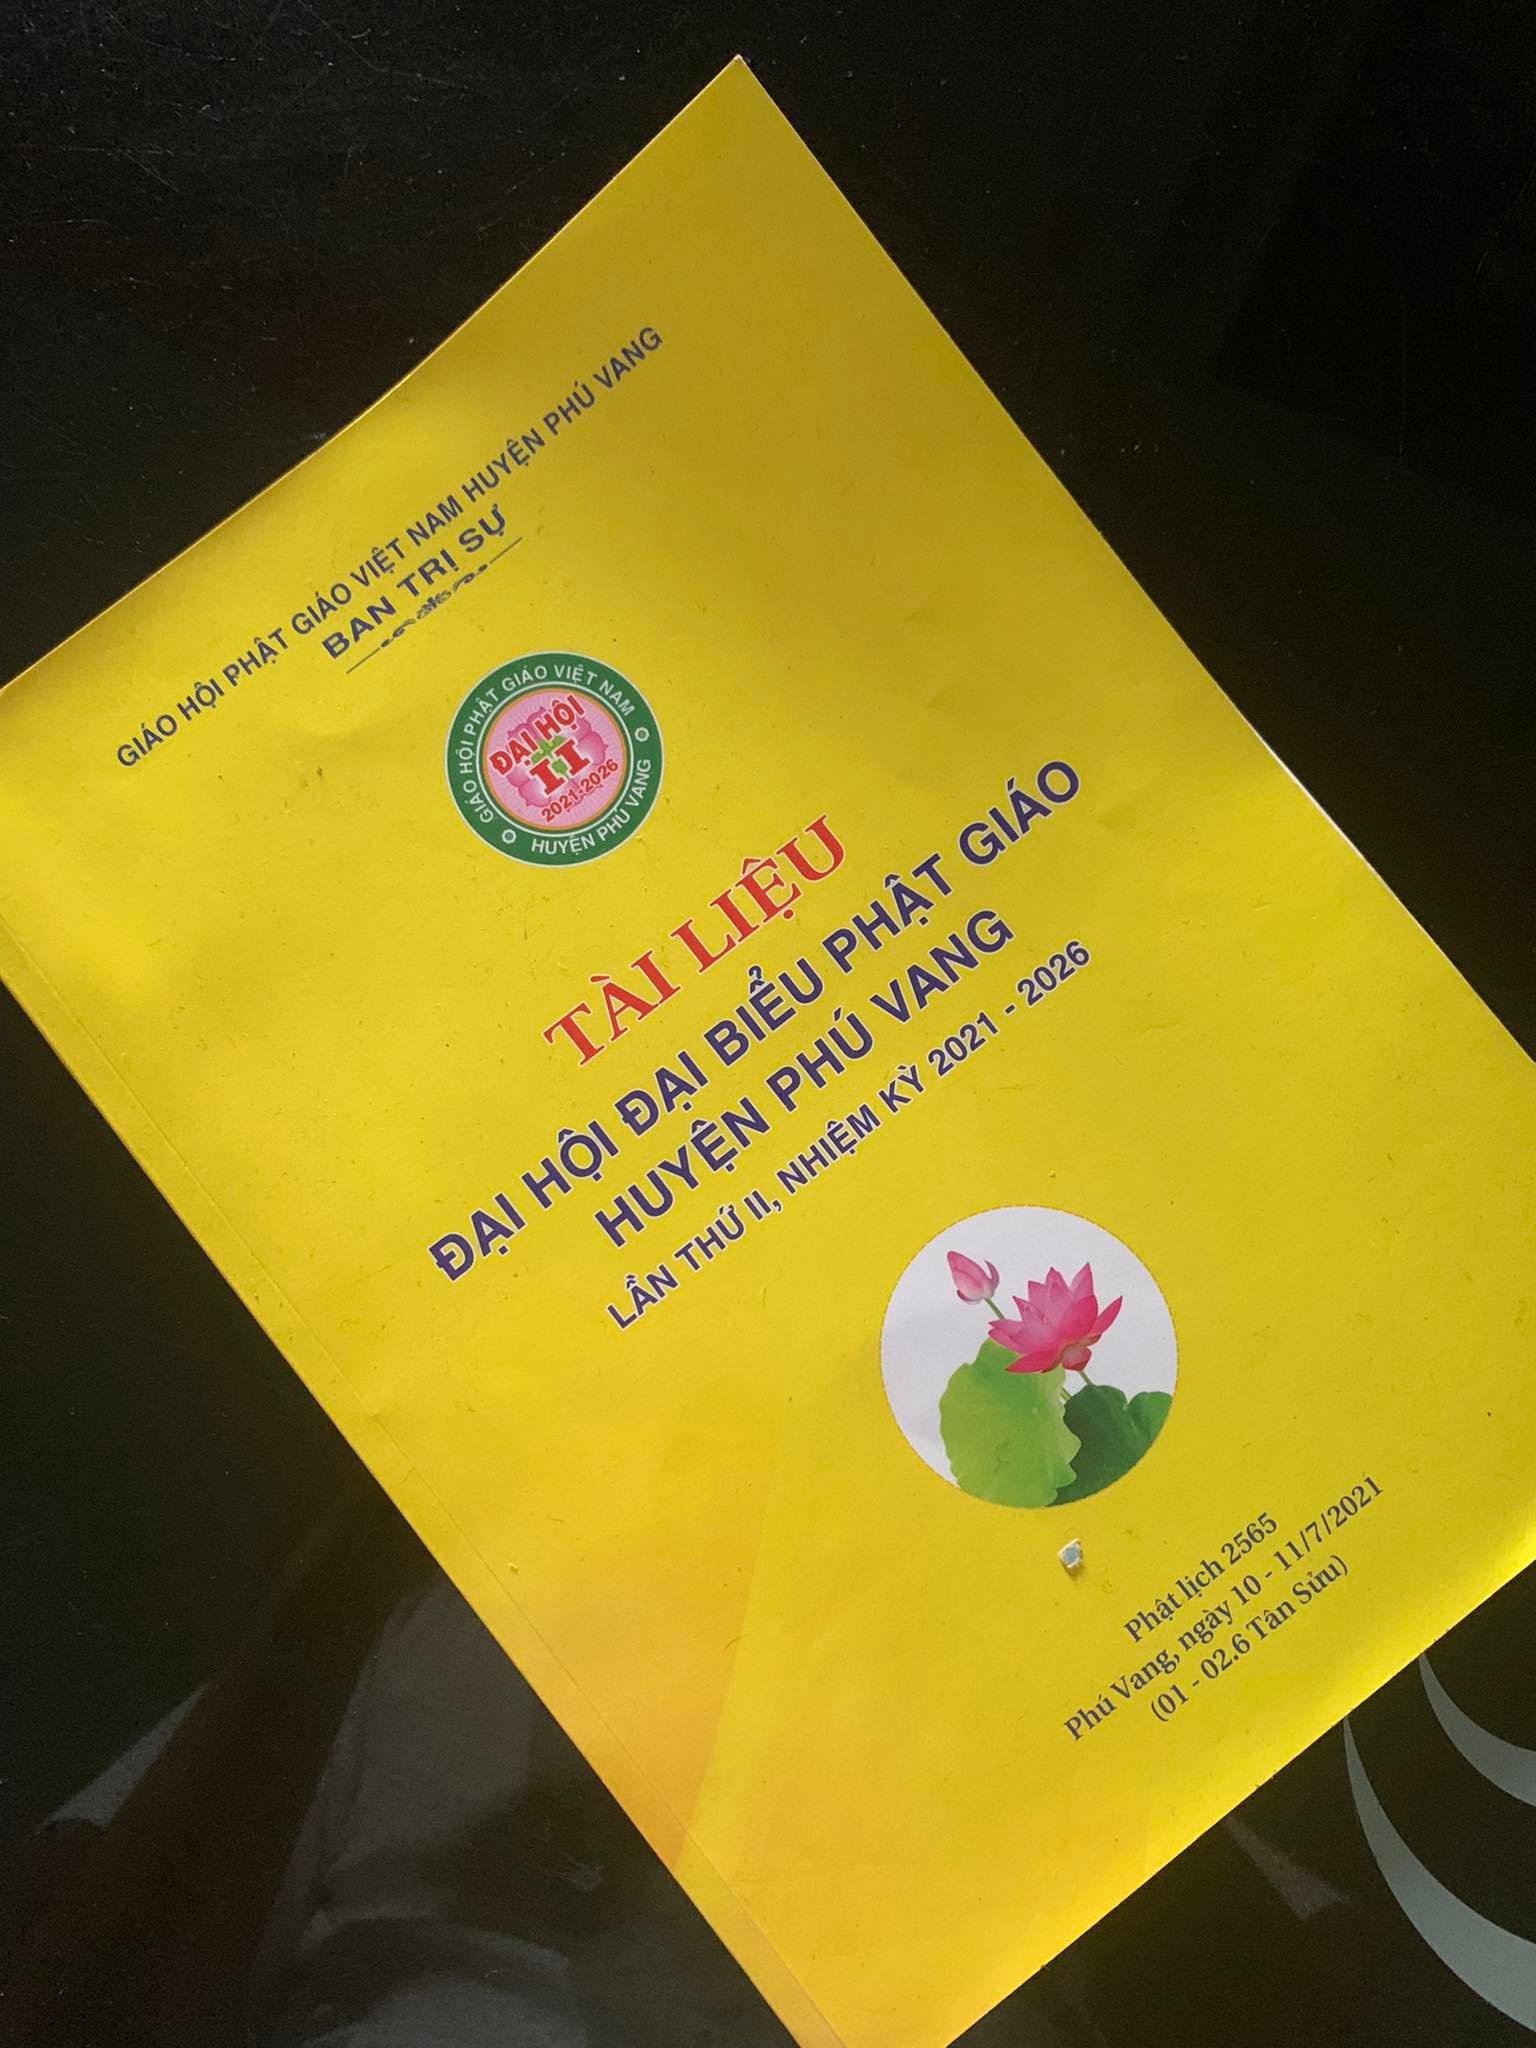 GIÁO HỘI PHẬT GIÁO VIỆT NAM HUYỆN PHÚ VANG
BAN TRỊ SỰ
GIÁO HỘI PHẬT GIÁO VIỆT NAM
ĐẠI HỘI
II
2021-2026
HUYỆN PHÚ VANG
TÀI LIỆU
ĐẠI HỘI ĐẠI BIỂU PHẬT GIÁO
HUYỆN PHÚ VANG
LẦN THỨ II, NHIỆM KỲ 2021 - 2026
Phật lịch 2565
Phú Vang, ngày 10 - 11/7/2021
(01 - 02.6 Tân Sửu)